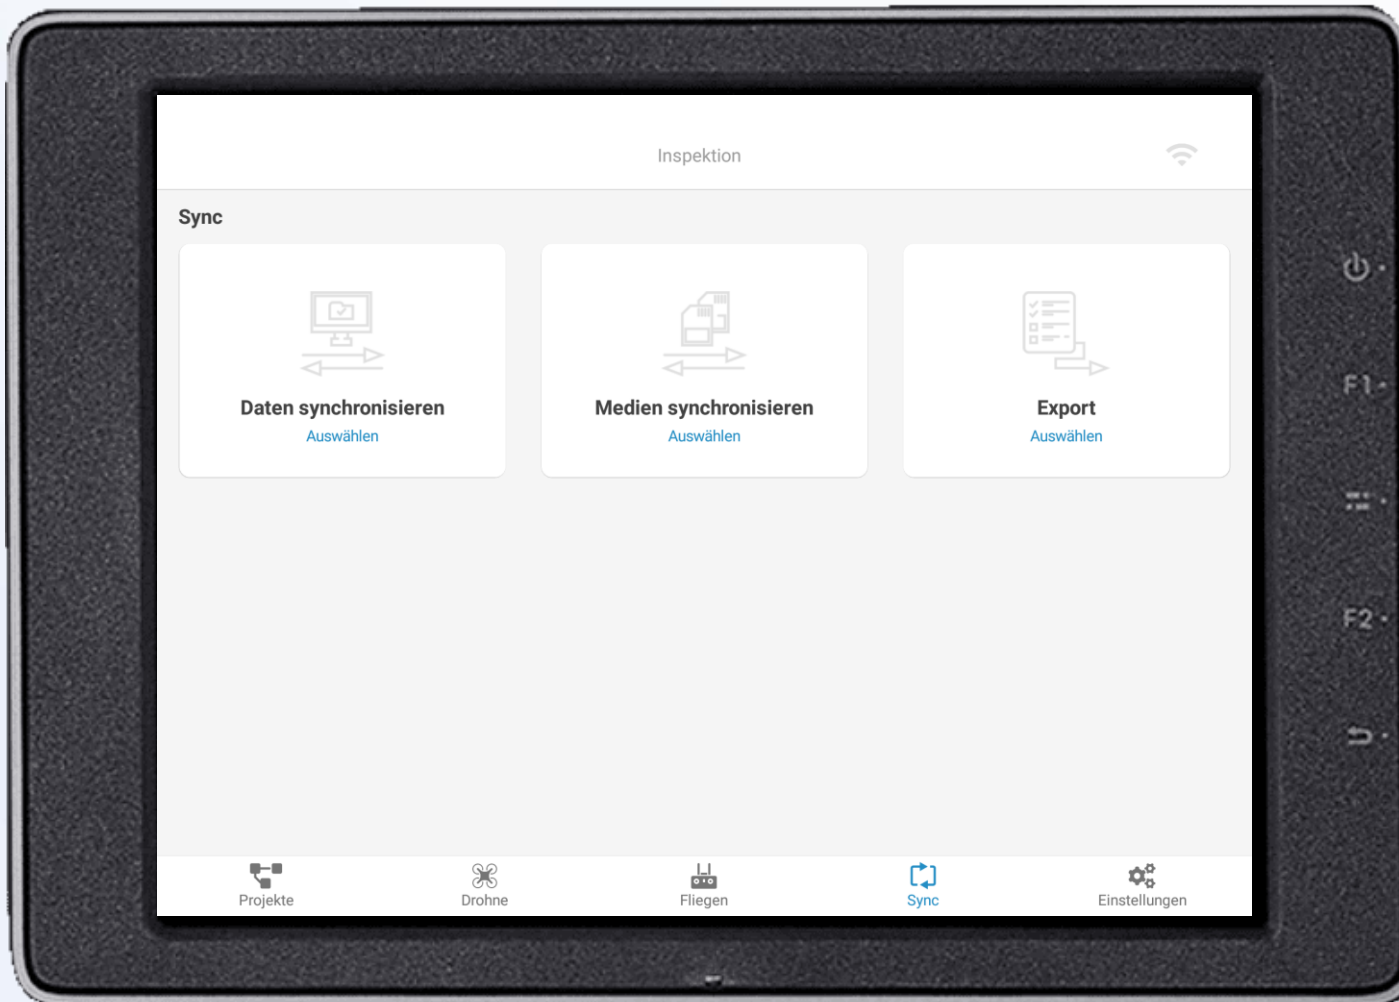 Inspektion
Sync
Daten synchronisieren
Auswählen
Medien synchronisieren
Auswählen
Export
Auswählen
F1
F2
Projekte
Drohne
Fliegen
Sync
Einstellungen